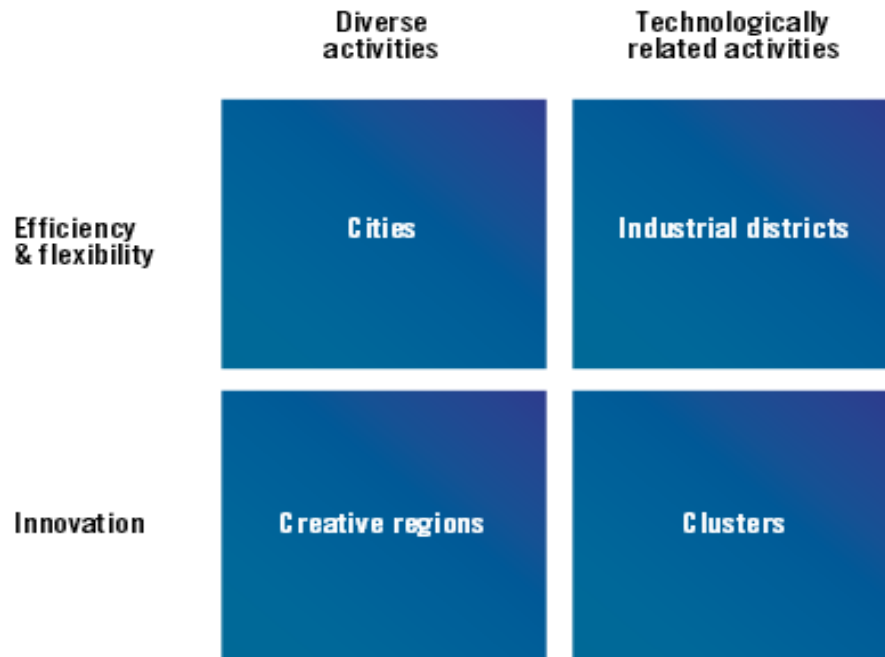 Diverse
activities
Technologically
related activities
Efficiency
& flexibility
Cities
Industrial districts
Innovation
Creative regions
Clusters